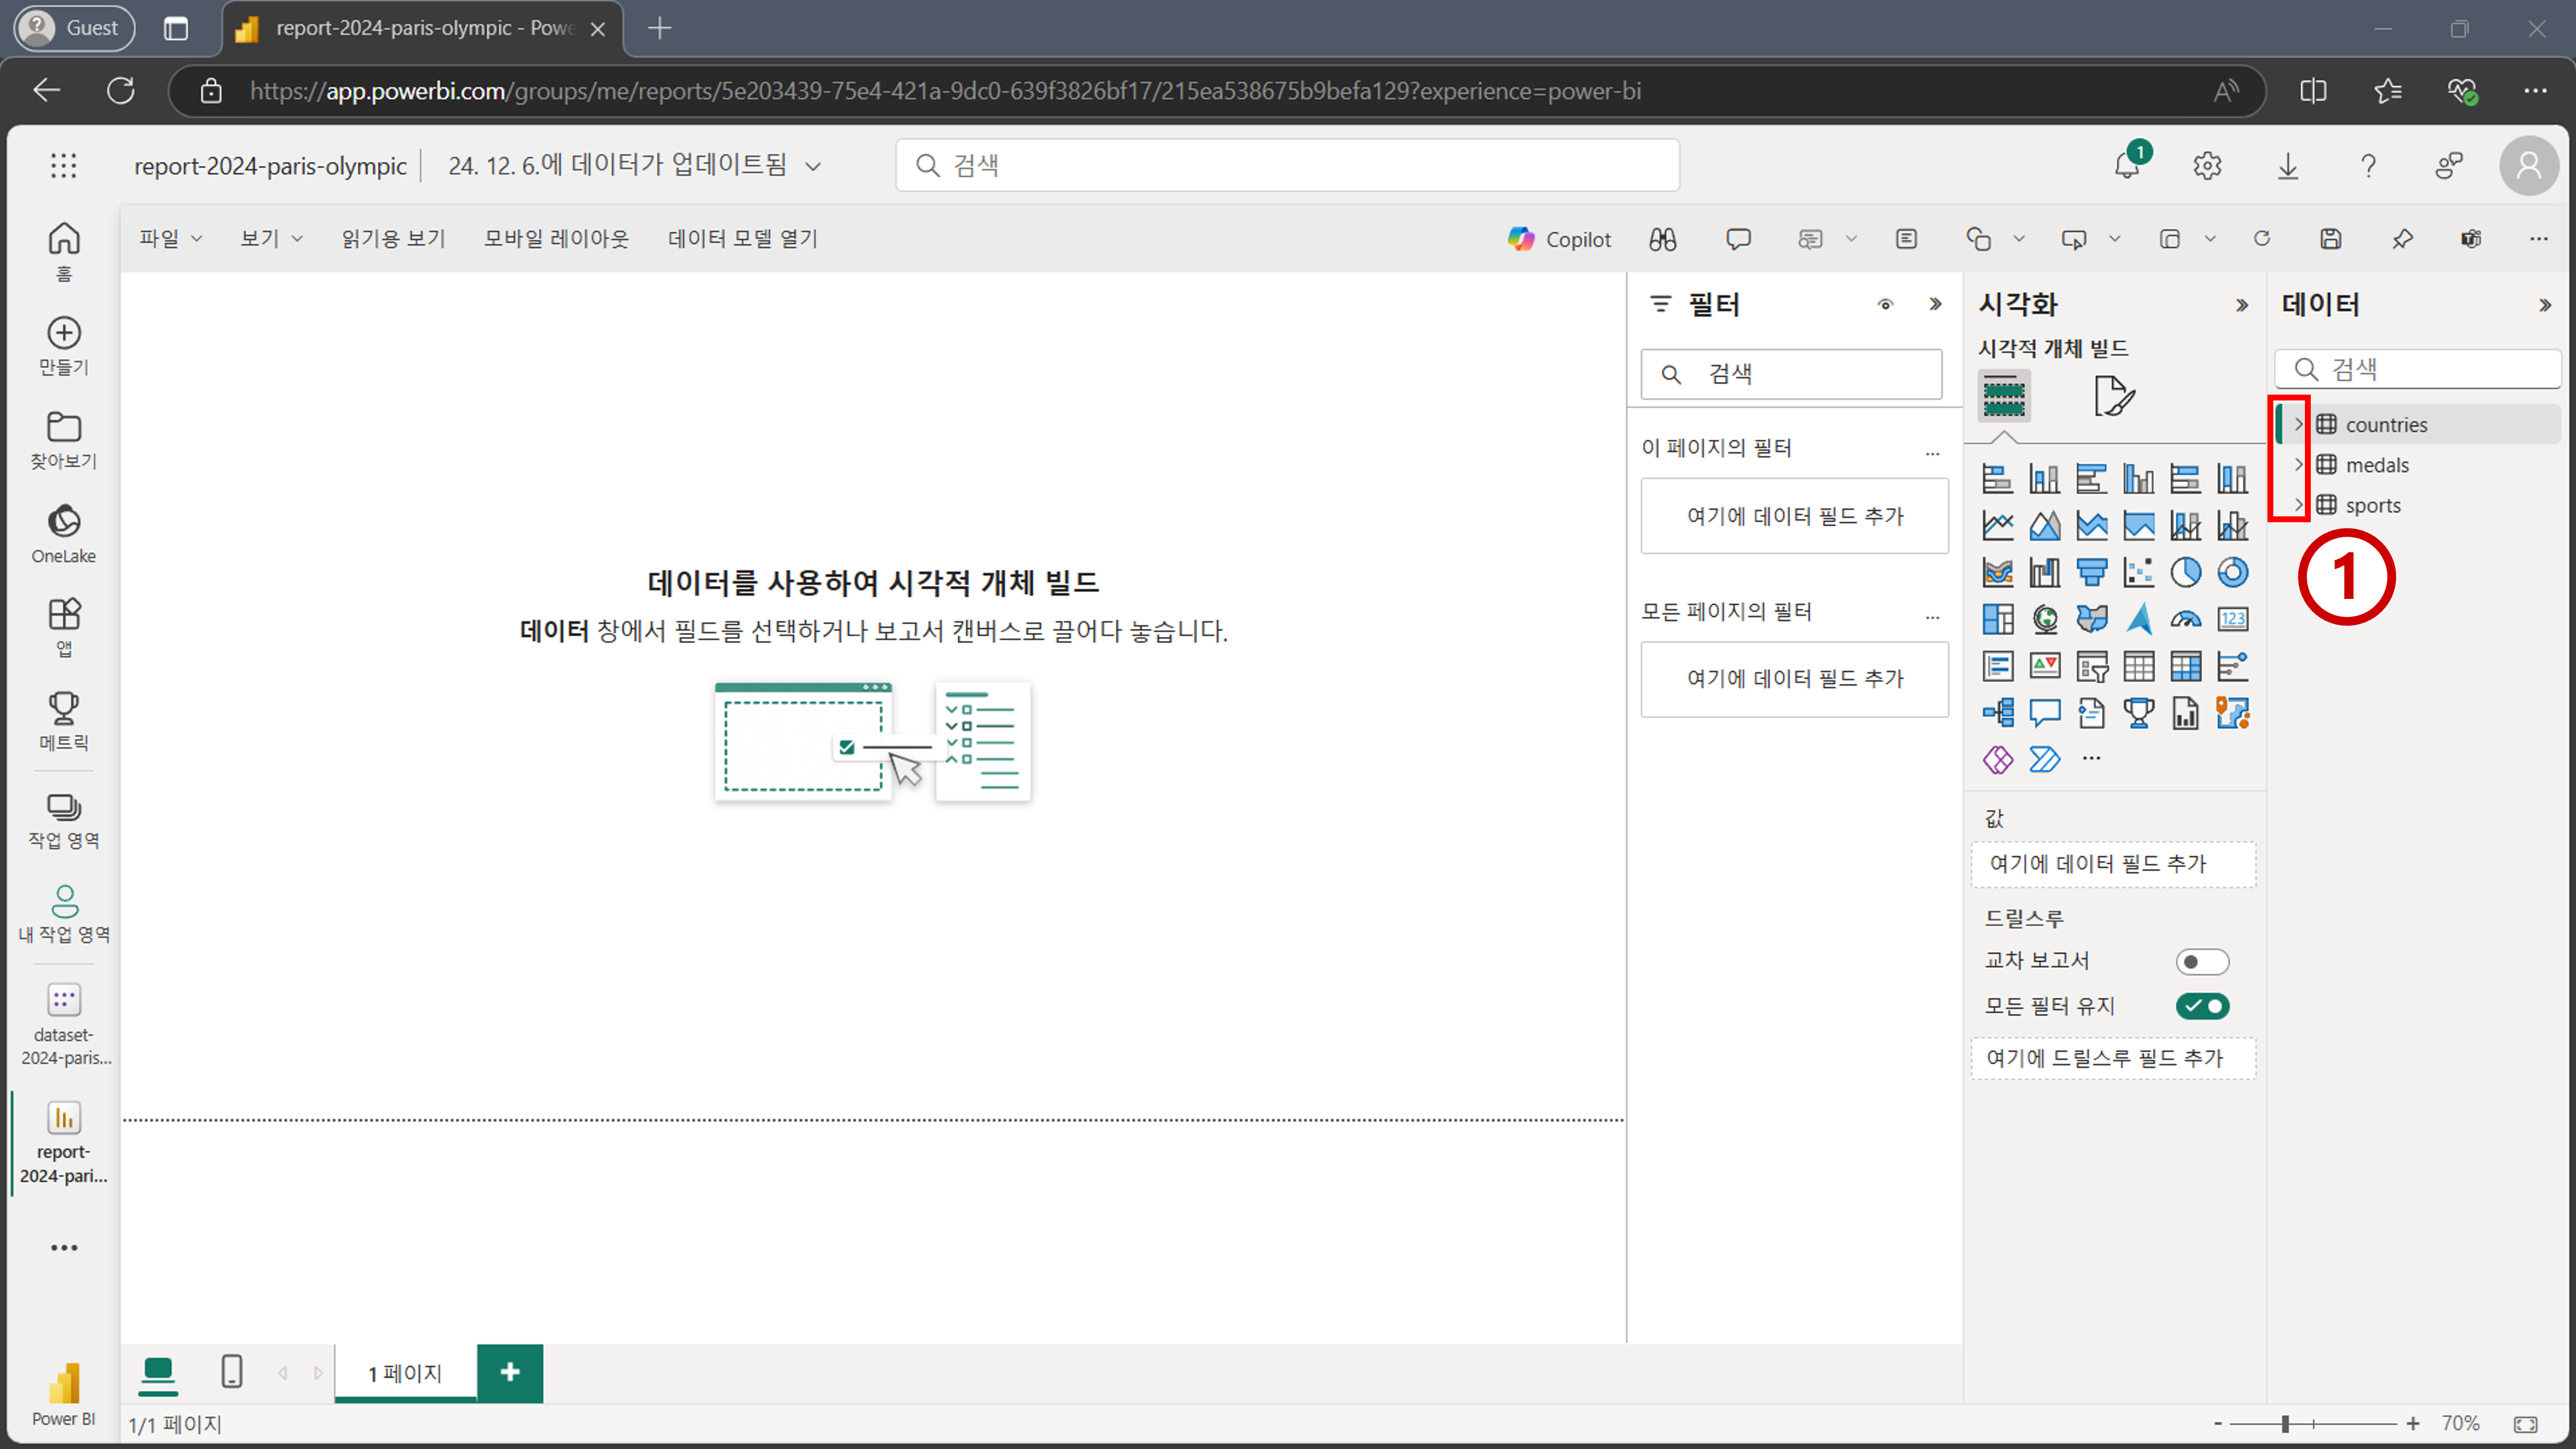 Guest
report-2024-paris-olympic - Powe
https://app.powerbi.com/groups/me/reports/5e203439-75e4-421a-9dc0-639f3826bf17/215ea538675b9befa129?experience=power-bi
report-2024-paris-olympic
24. 12. 6.에 데이터가 업데이트됨
검색
1
파일
보기
읽기용 보기
모바일 레이아웃
데이터 모델 열기
Copilot
홈
만들기
찾아보기
OneLake
앱
메트릭
작업 영역
내 작업 영역
dataset-
2024-paris...
report-
2024-pari...
Power BI
데이터를 사용하여 시각적 개체 빌드
데이터 창에서 필드를 선택하거나 보고서 캔버스로 끌어다 놓습니다.
필터
검색
이 페이지의 필터
...
여기에 데이터 필드 추가
모든 페이지의 필터
...
여기에 데이터 필드 추가
시각화
시각적 개체 빌드
123
값
여기에 데이터 필드 추가
드릴스루
교차 보고서
모든 필터 유지
여기에 드릴스루 필드 추가
데이터
검색
countries
medals
sports
1
1 페이지
1/1 페이지
- + 70%